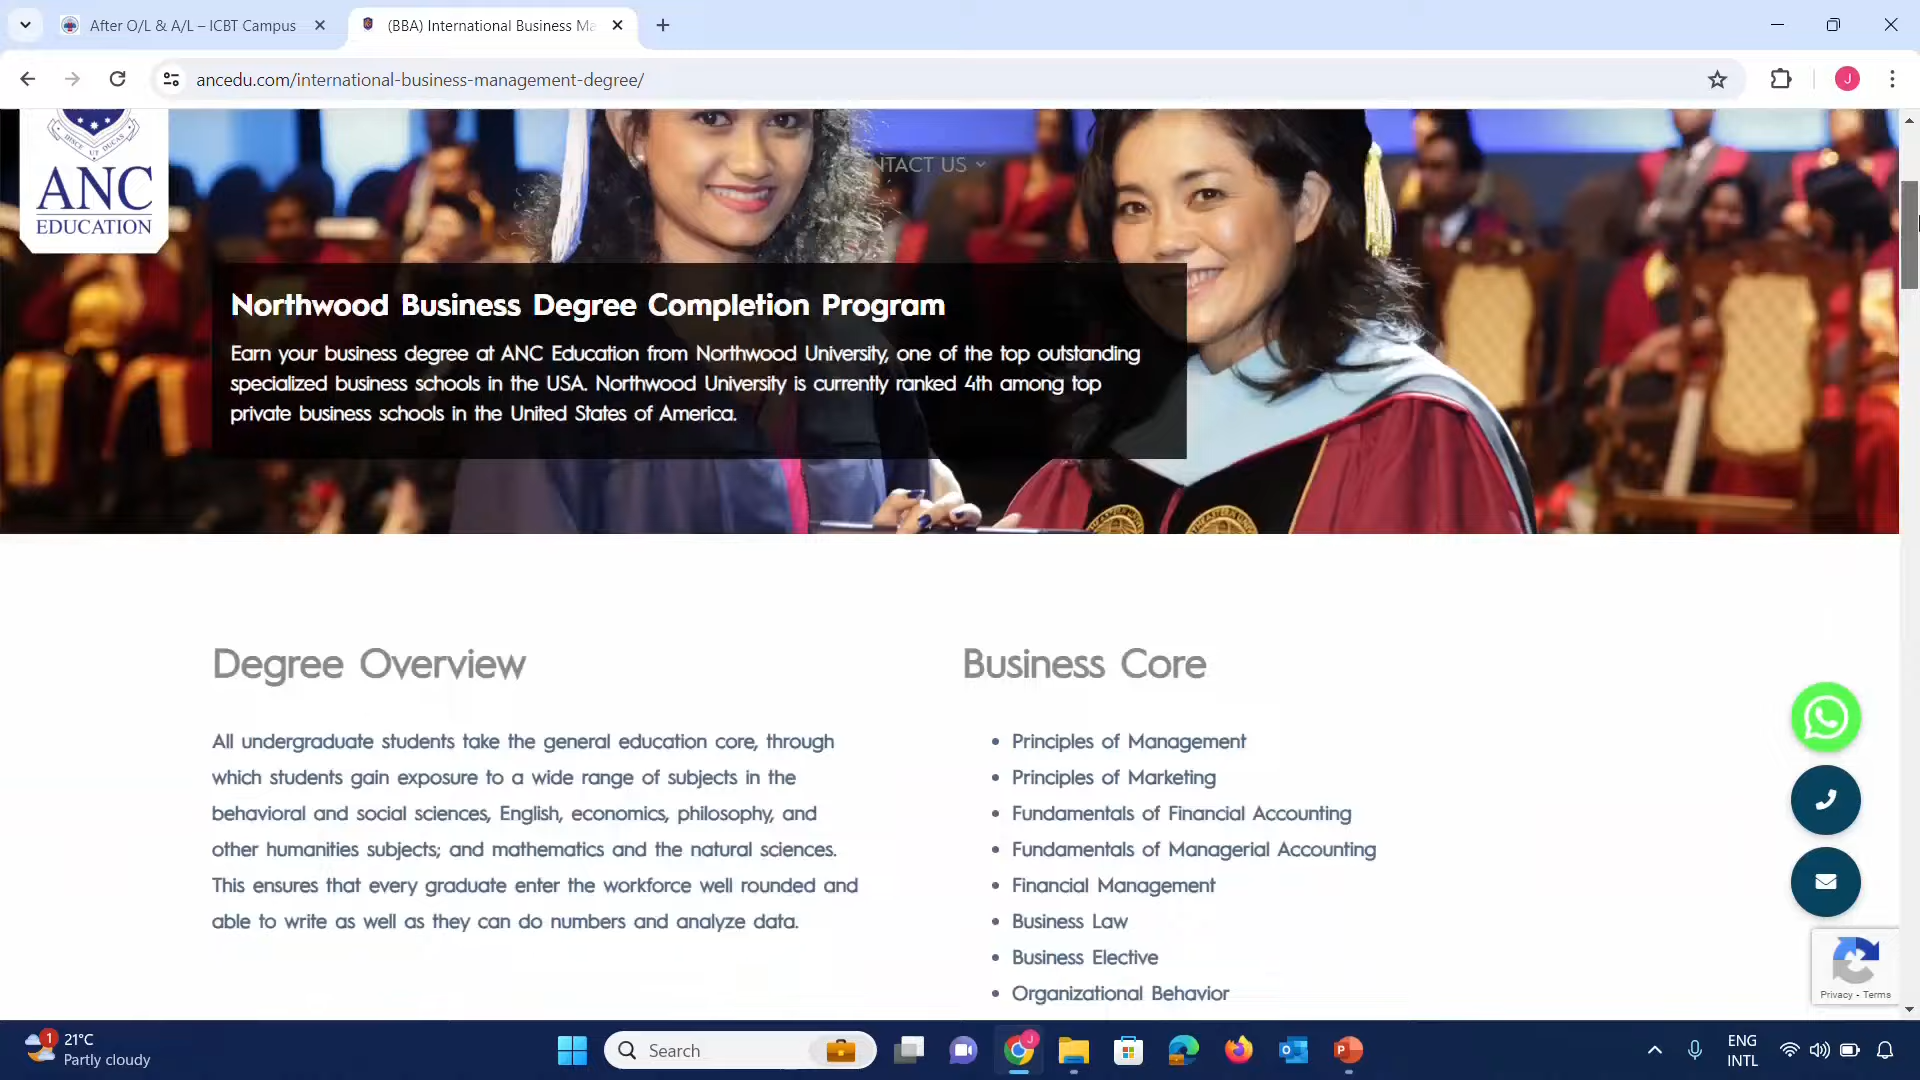 After O/L & A/L – ICBT Campus
(BBA) International Business Ma
ancedu.com/international-business-management-degree/
J
DISCE UT DUCAS
ANC
EDUCATION
NTACT US
Northwood Business Degree Completion Program
Earn your business degree at ANC Education from Northwood University, one of the top outstanding
specialized business schools in the USA. Northwood University is currently ranked 4th among top
private business schools in the United States of America.
Degree Overview
All undergraduate students take the general education core, through
which students gain exposure to a wide range of subjects in the
behavioral and social sciences, English, economics, philosophy, and
other humanities subjects; and mathematics and the natural sciences.
This ensures that every graduate enter the workforce well rounded and
able to write as well as they can do numbers and analyze data.
Business Core
Principles of Management
Principles of Marketing
Fundamentals of Financial Accounting
Fundamentals of Managerial Accounting
Financial Management
Business Law
Business Elective
Organizational Behavior
Privacy - Terms
1
21°C
Partly cloudy
Search
J
ENG
INTL